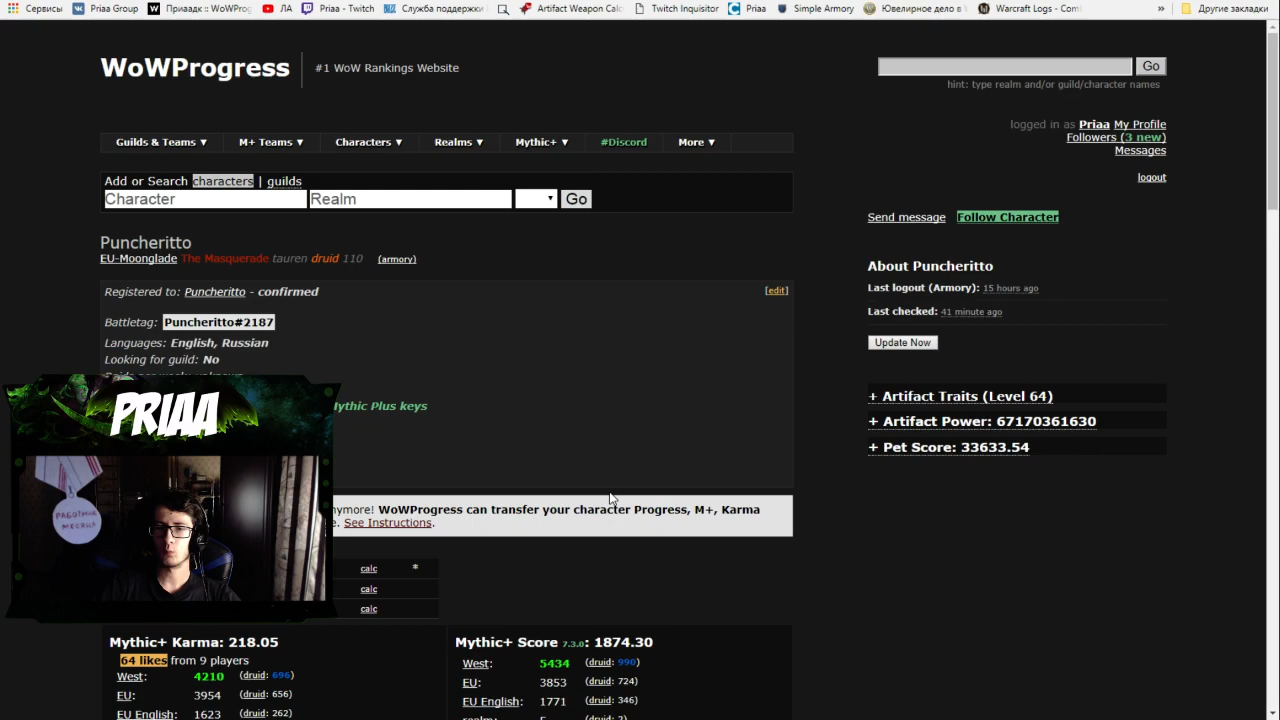 Сервисы Priaa Group Приаадк :: WoWProg ЛА Priaa - Twitch Служба поддержки Artifact Weapon Calc Twitch Inquisitor Priaa Simple Armory Ювелирное дело в Warcraft Logs - Com » Другие закладки
WoWProgress #1 WoW Rankings Website Go
hint: type realm and/or guild/character names
logged in as Priaa My Profile
Followers (3 new)
Messages
logout
Guilds & Teams ▼ M+ Teams ▼ Characters ▼ Realms ▼ Mythic+ ▼ #Discord More ▼
Add or Search characters | guilds
Character Realm Go
Send message Follow Character
Puncheritto
EU-Moonglade The Masquerade tauren druid 110 (armory)
Registered to: Puncheritto - confirmed [edit]
Battletag: Puncheritto#2187
Languages: English, Russian
Looking for guild: No
About Puncheritto
Last logout (Armory): 15 hours ago
Last checked: 41 minute ago
Update Now
+ Artifact Traits (Level 64)
+ Artifact Power: 67170361630
+ Pet Score: 33633.54
PRIAA
РАБОТНИК
МЕСЯЦА
ythic Plus keys
nymore! WoWProgress can transfer your character Progress, M+, Karma
e. See Instructions.
calc *
calc
calc
Mythic+ Karma: 218.05
64 likes from 9 players
West: 4210 (druid: 696)
EU: 3954 (druid: 656)
EU English: 1623 (druid: 262)
Mythic+ Score 7.3.0: 1874.30
West: 5434 (druid: 990)
EU: 3853 (druid: 724)
EU English: 1771 (druid: 346)